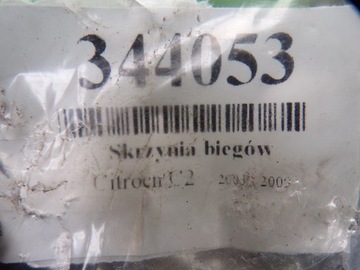 344053
Skrzynia biegów
Citroen C2